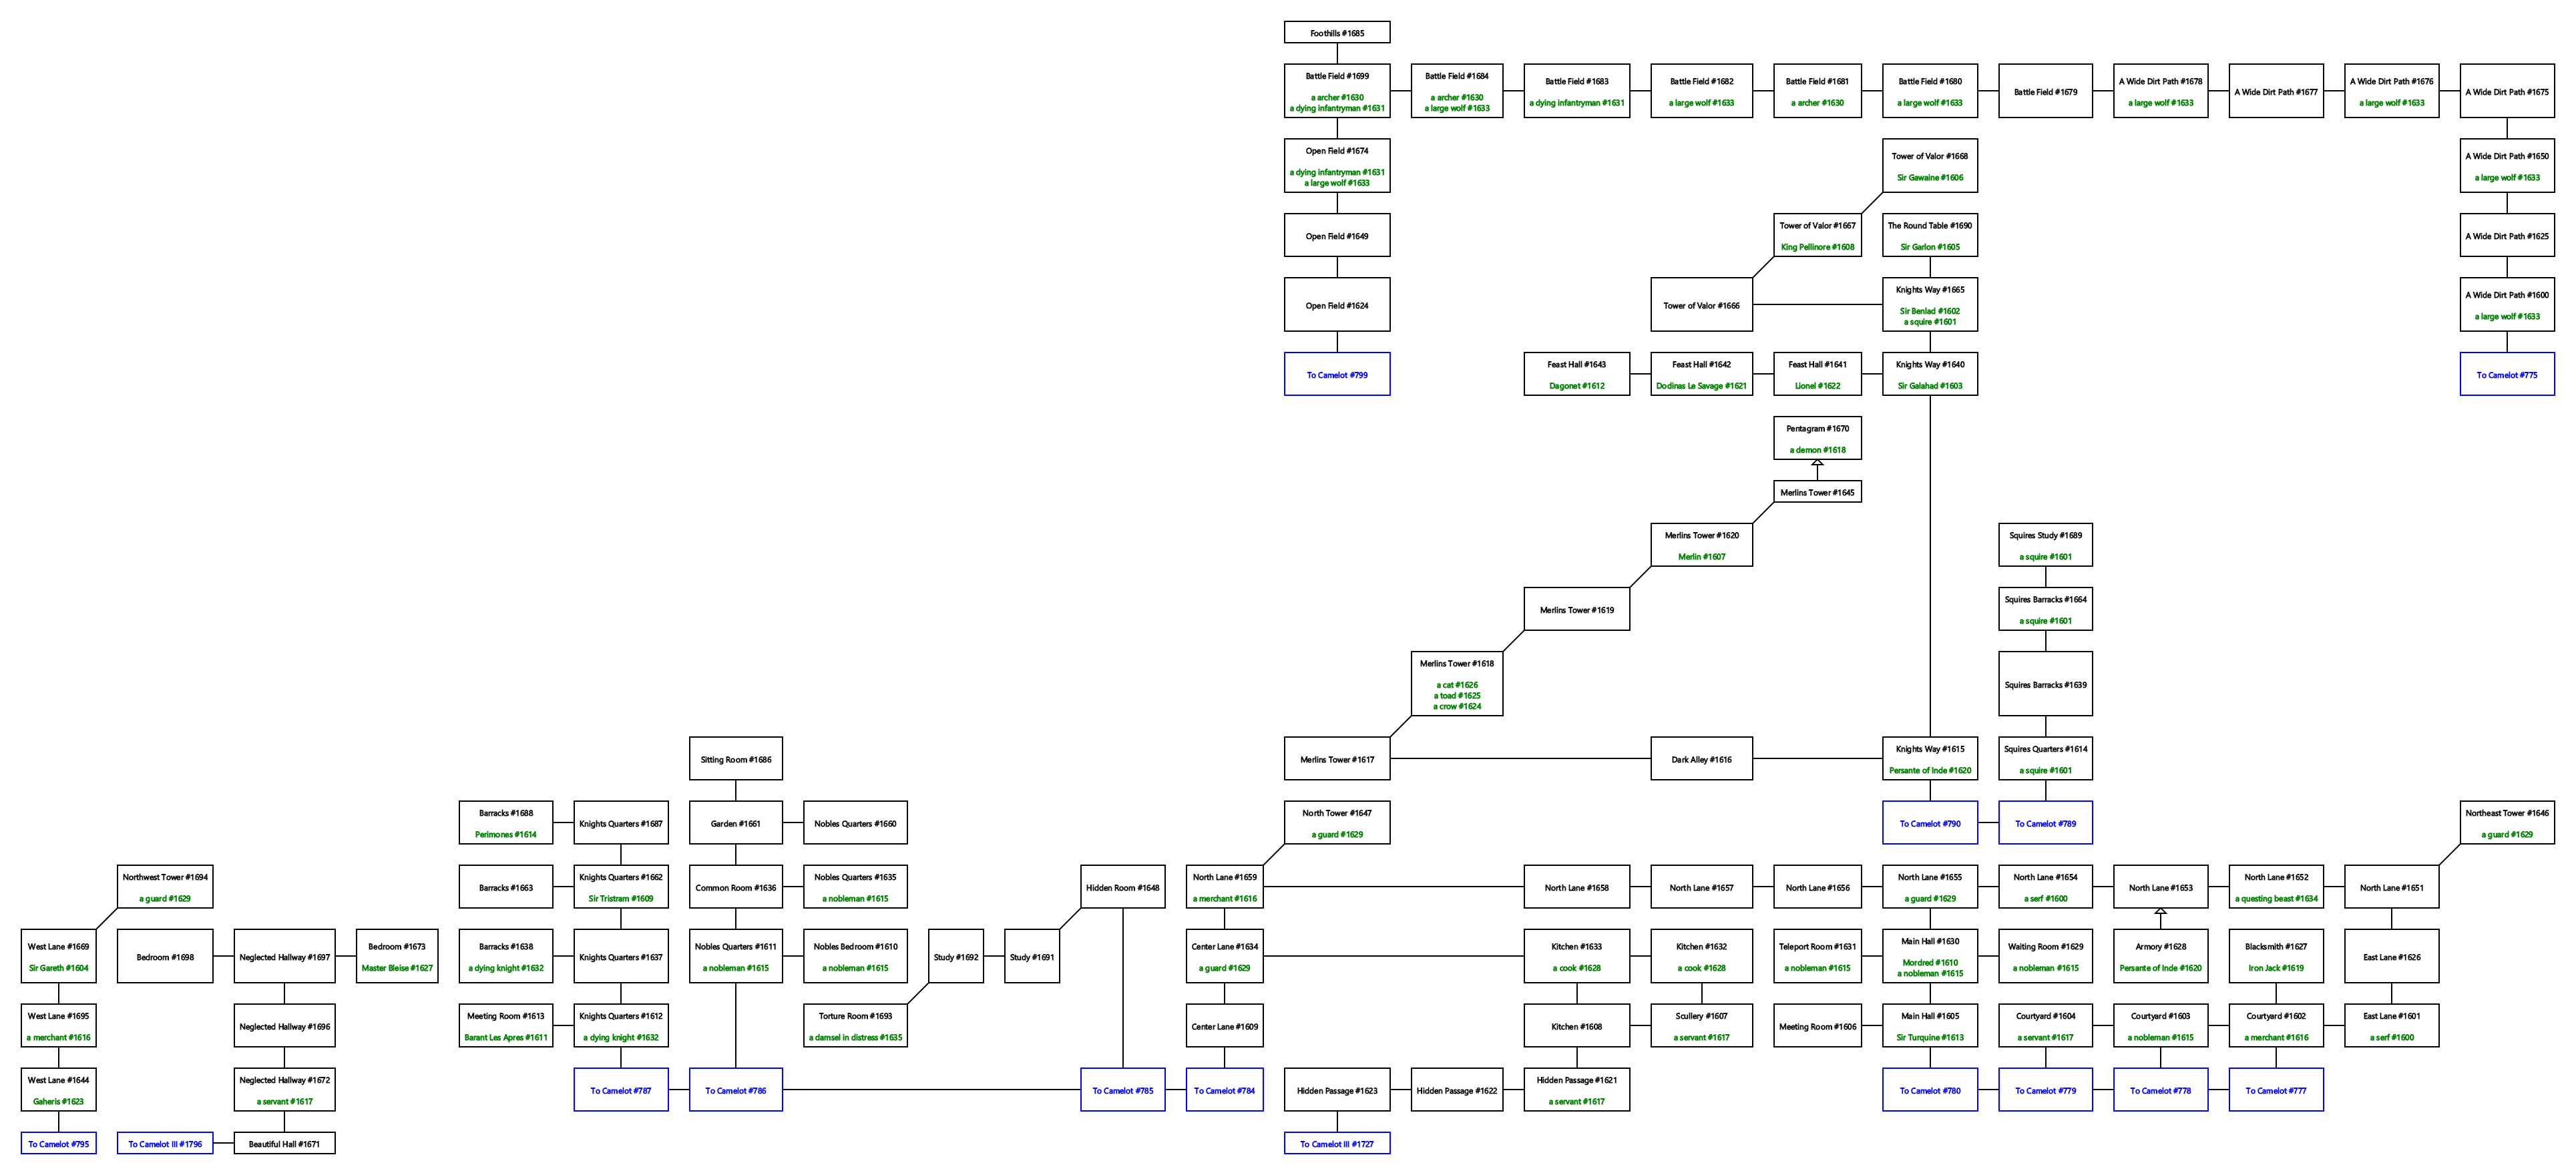 Foothills #1685
Battle Field #1699
a archer #1630
a dying infantryman #1631
Battle Field #1684
a archer #1630
a large wolf #1633
Battle Field #1683
a dying infantryman #1631
Battle Field #1682
a large wolf #1633
Battle Field #1681
a archer #1630
Battle Field #1680
a large wolf #1633
Battle Field #1679
A Wide Dirt Path #1678
a large wolf #1633
A Wide Dirt Path #1677
A Wide Dirt Path #1676
a large wolf #1633
A Wide Dirt Path #1675
Open Field #1674
a dying infantryman #1631
a large wolf #1633
Tower of Valor #1668
Sir Gawaine #1606
A Wide Dirt Path #1650
a large wolf #1633
Open Field #1649
Tower of Valor #1667
King Pellinore #1608
The Round Table #1690
Sir Garlon #1605
A Wide Dirt Path #1625
Open Field #1624
Tower of Valor #1666
Knights Way #1665
Sir Benlad #1602
a squire #1601
A Wide Dirt Path #1600
a large wolf #1633
To Camelot #799
Feast Hall #1643
Dagonet #1612
Feast Hall #1642
Dodinas Le Savage #1621
Feast Hall #1641
Lionel #1622
Knights Way #1640
Sir Galahad #1603
To Camelot #775
Pentagram #1670
a demon #1618
Merlins Tower #1645
Merlins Tower #1620
Merlin #1607
Squires Study #1689
a squire #1601
Merlins Tower #1619
Squires Barracks #1664
a squire #1601
Merlins Tower #1618
a cat #1626
a toad #1625
a crow #1624
Squires Barracks #1639
Sitting Room #1686
Merlins Tower #1617
Dark Alley #1616
Knights Way #1615
Persante of Inde #1620
Squires Quarters #1614
a squire #1601
Barracks #1688
Perimones #1614
Knights Quarters #1687
Garden #1661
Nobles Quarters #1660
North Tower #1647
a guard #1629
To Camelot #790
To Camelot #789
Northeast Tower #1646
a guard #1629
Northwest Tower #1694
a guard #1629
Barracks #1663
Knights Quarters #1662
Sir Tristram #1609
Common Room #1636
Nobles Quarters #1635
a nobleman #1615
Hidden Room #1648
North Lane #1659
a merchant #1616
North Lane #1658
North Lane #1657
North Lane #1656
North Lane #1655
a guard #1629
North Lane #1654
a serf #1600
North Lane #1653
North Lane #1652
a questing beast #1634
North Lane #1651
West Lane #1669
Sir Gareth #1604
Bedroom #1698
Neglected Hallway #1697
Bedroom #1673
Master Bleise #1627
Barracks #1638
a dying knight #1632
Knights Quarters #1637
Nobles Quarters #1611
a nobleman #1615
Nobles Bedroom #1610
a nobleman #1615
Study #1692
Study #1691
Center Lane #1634
a guard #1629
Kitchen #1633
a cook #1628
Kitchen #1632
a cook #1628
Teleport Room #1631
a nobleman #1615
Main Hall #1630
Mordred #1610
a nobleman #1615
Waiting Room #1629
a nobleman #1615
Armory #1628
Persante of Inde #1620
Blacksmith #1627
Iron Jack #1619
East Lane #1626
West Lane #1695
a merchant #1616
Neglected Hallway #1696
Meeting Room #1613
Barant Les Apres #1611
Knights Quarters #1612
a dying knight #1632
Torture Room #1693
a damsel in distress #1635
Center Lane #1609
Kitchen #1608
Scullery #1607
a servant #1617
Meeting Room #1606
Main Hall #1605
Sir Turquine #1613
Courtyard #1604
a servant #1617
Courtyard #1603
a nobleman #1615
Courtyard #1602
a merchant #1616
East Lane #1601
a serf #1600
West Lane #1644
Gaheris #1623
Neglected Hallway #1672
a servant #1617
To Camelot #787
To Camelot #786
To Camelot #785
To Camelot #784
Hidden Passage #1623
Hidden Passage #1622
Hidden Passage #1621
a servant #1617
To Camelot #780
To Camelot #779
To Camelot #778
To Camelot #777
To Camelot #795
To Camelot III #1796
Beautiful Hall #1671
To Camelot III #1727